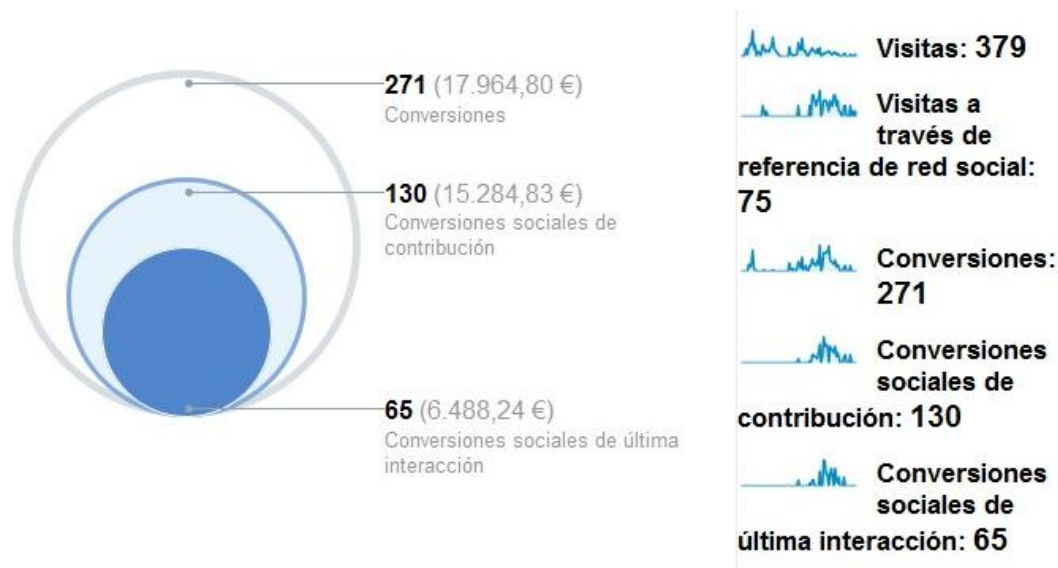 271 (17.964,80 €)
Conversiones
130 (15.284,83 €)
Conversiones sociales de
contribución
65 (6.488,24 €)
Conversiones sociales de última
interacción
Visitas: 379
Visitas a
través de
referencia de red social:
75
Conversiones:
271
Conversiones
sociales de
contribución: 130
Conversiones
sociales de
última interacción: 65